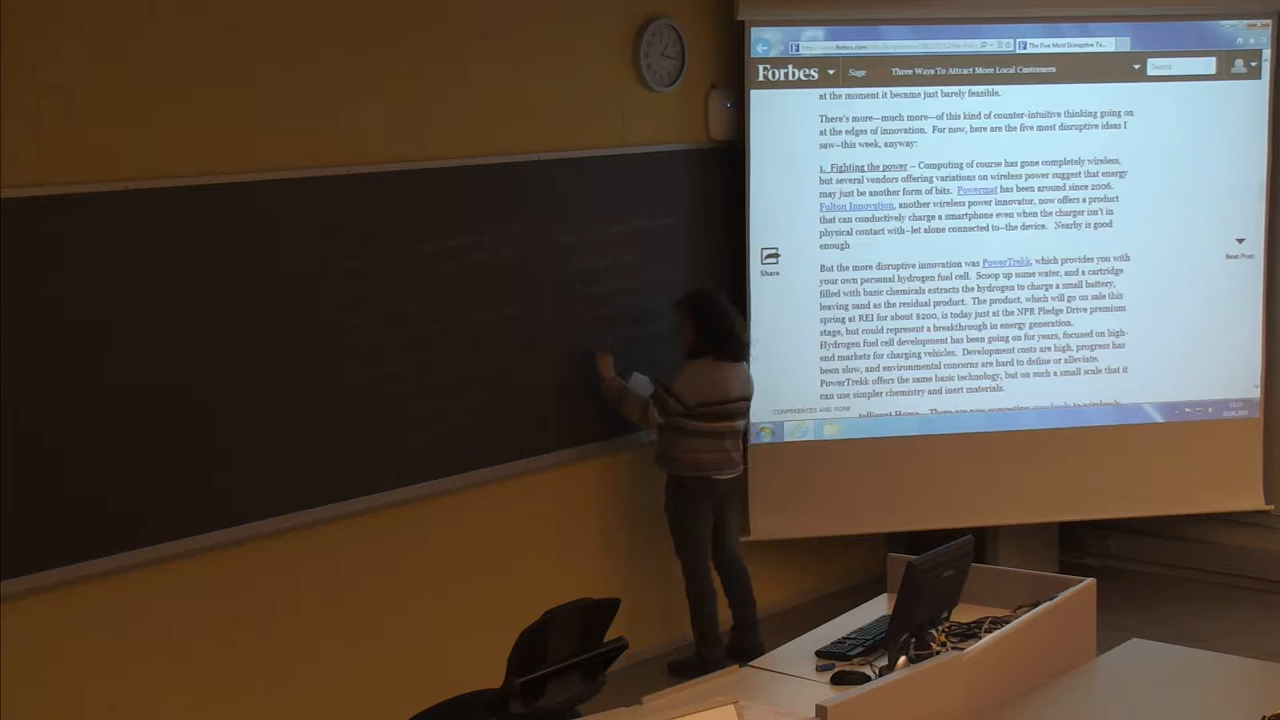 The Five Most Disruptive Te...
Forbes
Sage
Three Ways To Attract More Local Customers
Search
at the moment it became just barely feasible.
There's more—much more—of this kind of counter-intuitive thinking going on
at the edges of innovation. For now, here are the five most disruptive ideas I
saw—this week, anyway:
1. Fighting the power – Computing of course has gone completely wireless,
but several vendors offering variations on wireless power suggest that energy
may just be another form of bits. Powermat has been around since 2006.
Fulton Innovation, another wireless power innovator, now offers a product
that can conductively charge a smartphone even when the charger isn't in
physical contact with—let alone connected to—the device. Nearby is good
enough
But the more disruptive innovation was PowerTrekk, which provides you with
your own personal hydrogen fuel cell. Scoop up some water, and a cartridge
filled with basic chemicals extracts the hydrogen to charge a small battery,
leaving sand as the residual product. The product, which will go on sale this
spring at REI for about $200, is today just at the NPR Pledge Drive premium
stage, but could represent a breakthrough in energy generation.
Hydrogen fuel cell development has been going on for years, focused on high-
end markets for charging vehicles. Development costs are high, progress has
been slow, and environmental concerns are hard to define or alleviate.
PowerTrekk offers the same basic technology, but on such a small scale that it
can use simpler chemistry and inert materials.
Share
Next Post
CONFERENCES AND MORE